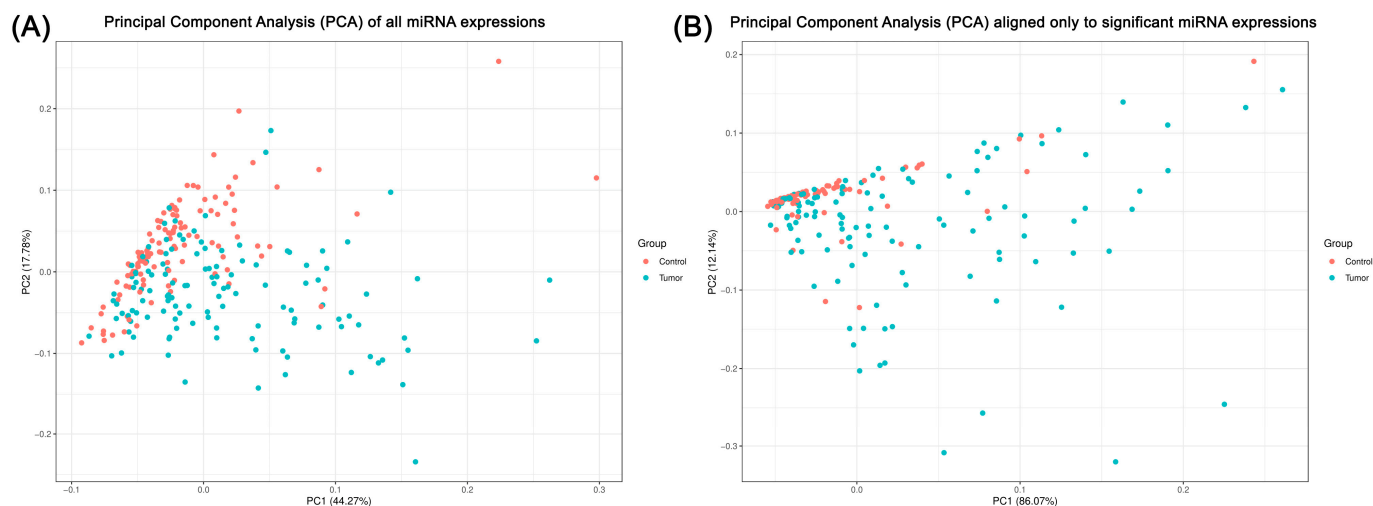 (A)
Principal Component Analysis (PCA) of all miRNA expressions
0.2
0.1
0.0
−0.1
−0.2
PC2 (17.78%)
−0.1
0.0
0.1
0.2
0.3
PC1 (44.27%)
Group
Control
Tumor
(B)
Principal Component Analysis (PCA) aligned only to significant miRNA expressions
0.2
0.1
0.0
−0.1
−0.2
−0.3
PC2 (12.14%)
0.0
0.1
0.2
PC1 (86.07%)
Group
Control
Tumor